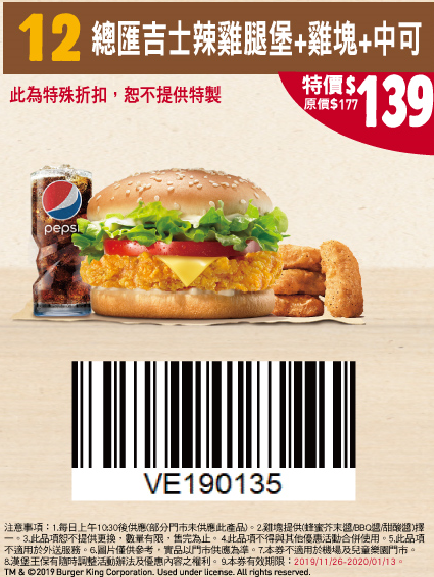 12 總匯吉士辣雞腿堡+雞塊+中可
此為特殊折扣，恕不提供特製
特價$139
原價$177
pepsi
VE190135
注意事項：1.每日上午10:30後供應(部分門市未供應此產品)。2.雞塊提供(蜂蜜芥末醬/BBQ醬/甜酸醬)擇
一。3.此品項恕不提供更換，數量有限，售完為止。4.此品項不得與其他優惠活動合併使用。5.此品項
不適用於外送服務。6.圖片僅供參考，實品以門市供應為準。7.本券不適用於機場及兒童樂園門市。
8.漢堡王保有隨時調整活動辦法及優惠內容之權利。9.本券有效期限：2019/11/26-2020/01/13。
TM & ©2019 Burger King Corporation. Used under license. All rights reserved.